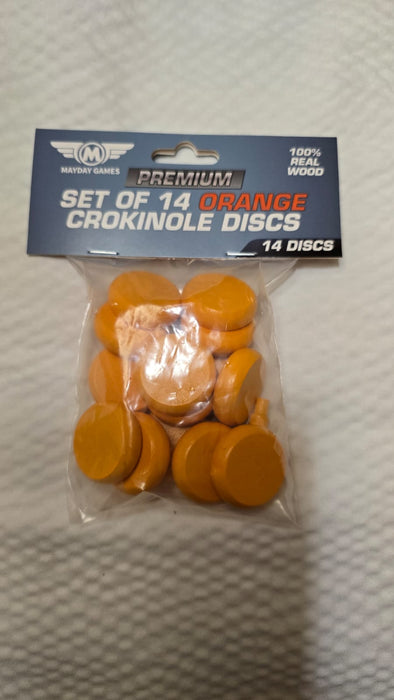 M
MAYDAY GAMES
100%
REAL
WOOD
PREMIUM
SET OF 14 ORANGE
CROKINOLE DISCS
14 DISCS